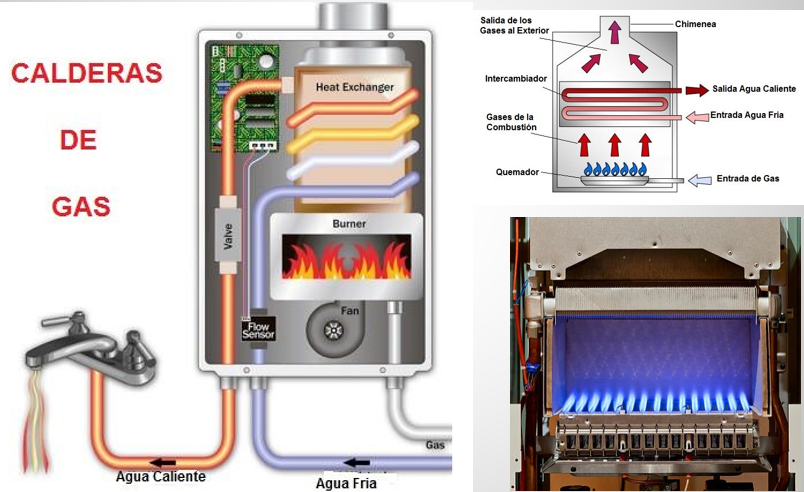 CALDERAS
DE
GAS
Heat Exchanger
Valve
Burner
Fan
Flow
Sensor
Gas
Agua Caliente
Agua Fria
Salida de los
Gases al Exterior
Chimenea
Intercambiador
Salida Agua Caliente
Entrada Agua Fria
Gases de la
Combustión
Quemador
Entrada de Gas